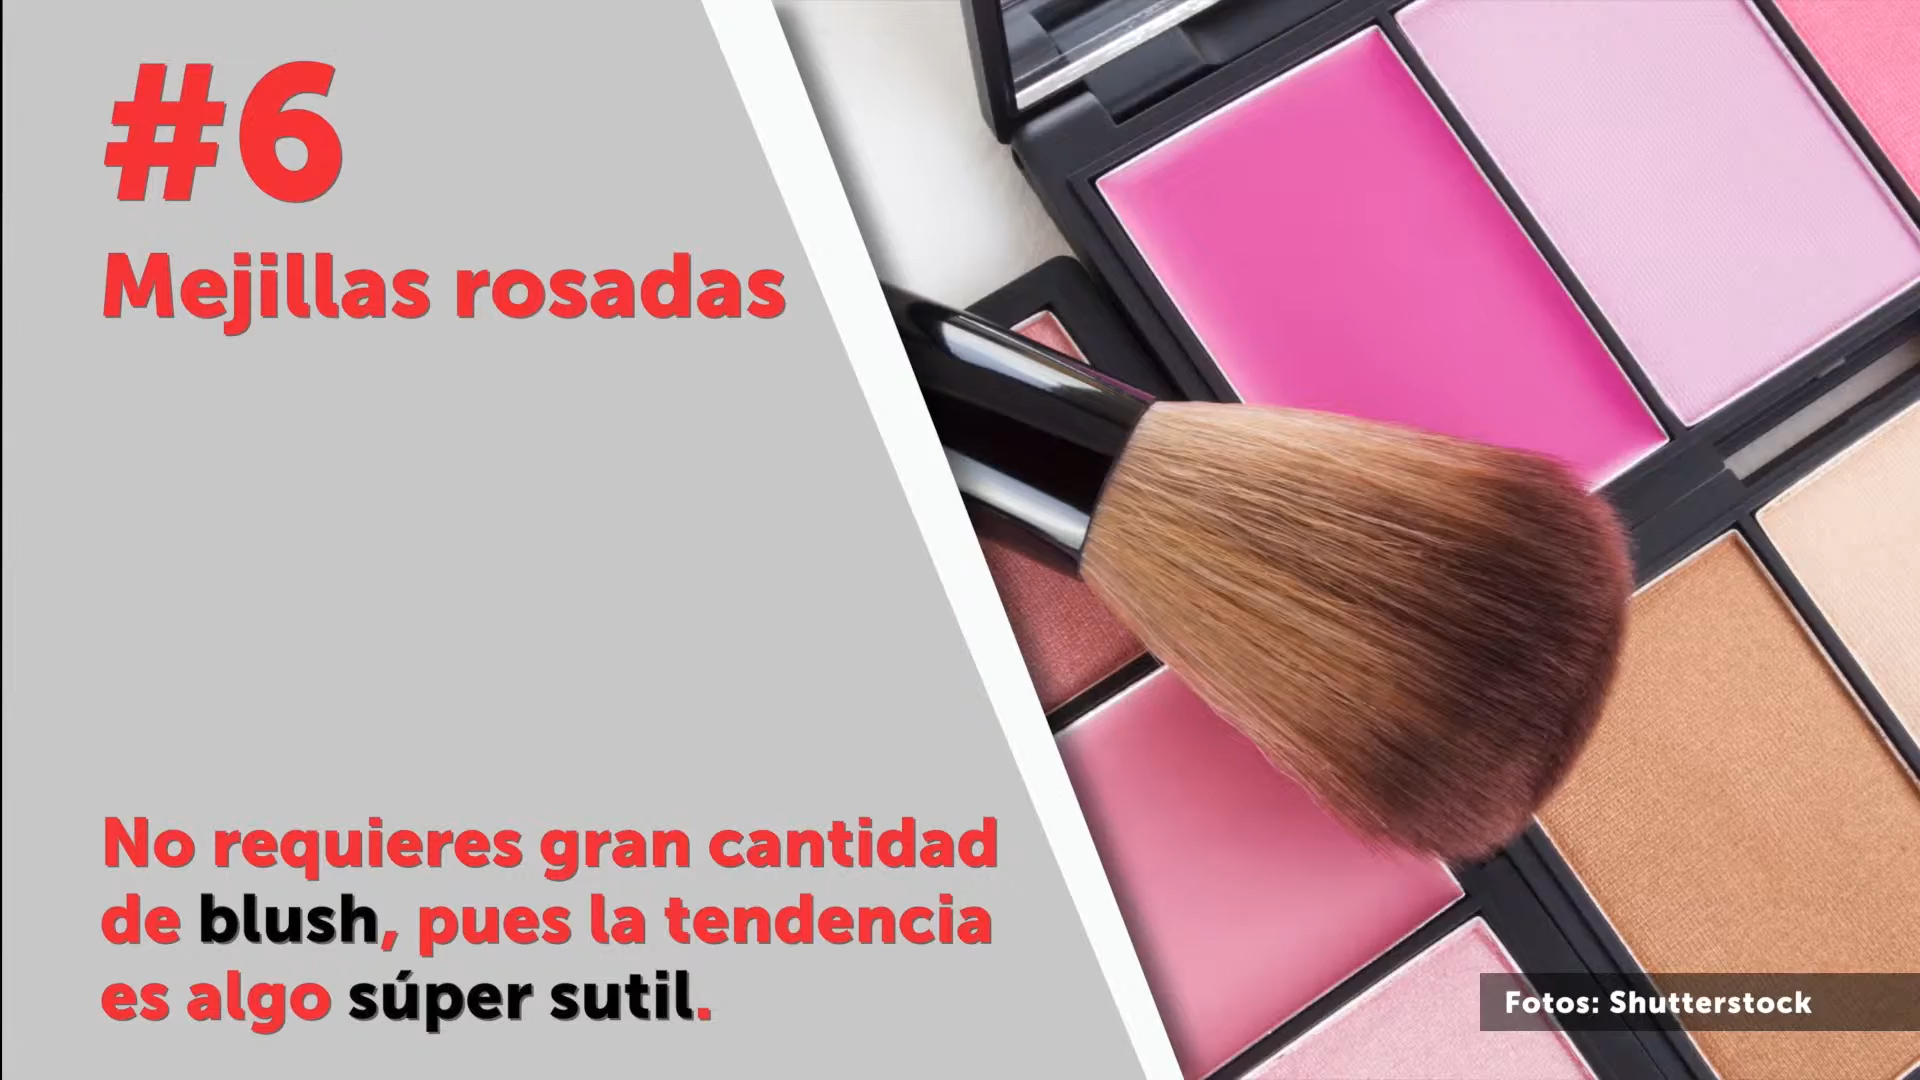 #6
Mejillas rosadas
No requieres gran cantidad
de blush, pues la tendencia
es algo súper sutil.
Fotos: Shutterstock